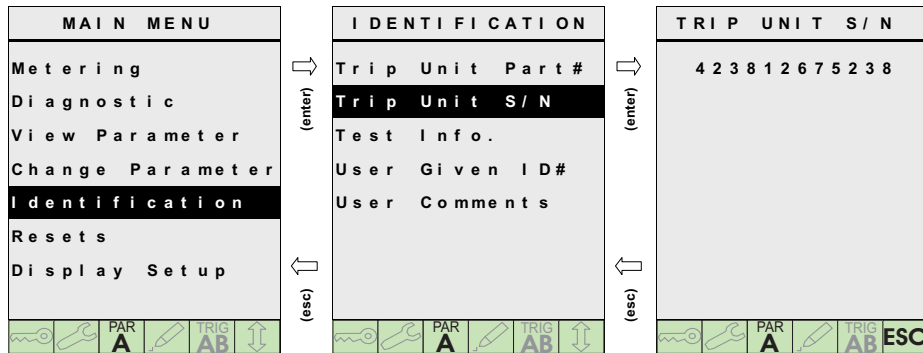 MAIN MENU
Metering
Diagnostic
View Parameter
Change Parameter
Identification
Resets
Display Setup
PAR A
TRIG AB
(enter)
(esc)
IDENTIFICATION
Trip Unit Part#
Trip Unit S/N
Test Info.
User Given ID#
User Comments
PAR A
TRIG AB
(enter)
(esc)
TRIP UNIT S/N
423812675238
PAR A
TRIG AB
ESC